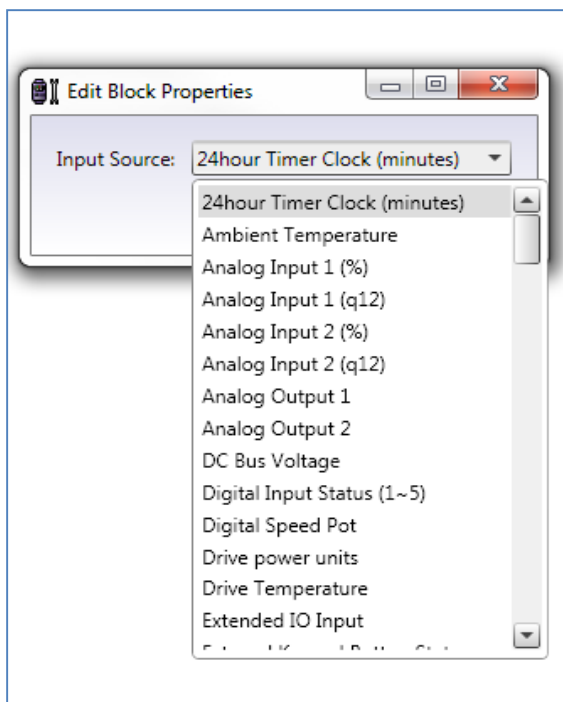 Edit Block Properties
Input Source: 24hour Timer Clock (minutes)
24hour Timer Clock (minutes)
Ambient Temperature
Analog Input 1 (%)
Analog Input 1 (q12)
Analog Input 2 (%)
Analog Input 2 (q12)
Analog Output 1
Analog Output 2
DC Bus Voltage
Digital Input Status (1~5)
Digital Speed Pot
Drive power units
Drive Temperature
Extended IO Input